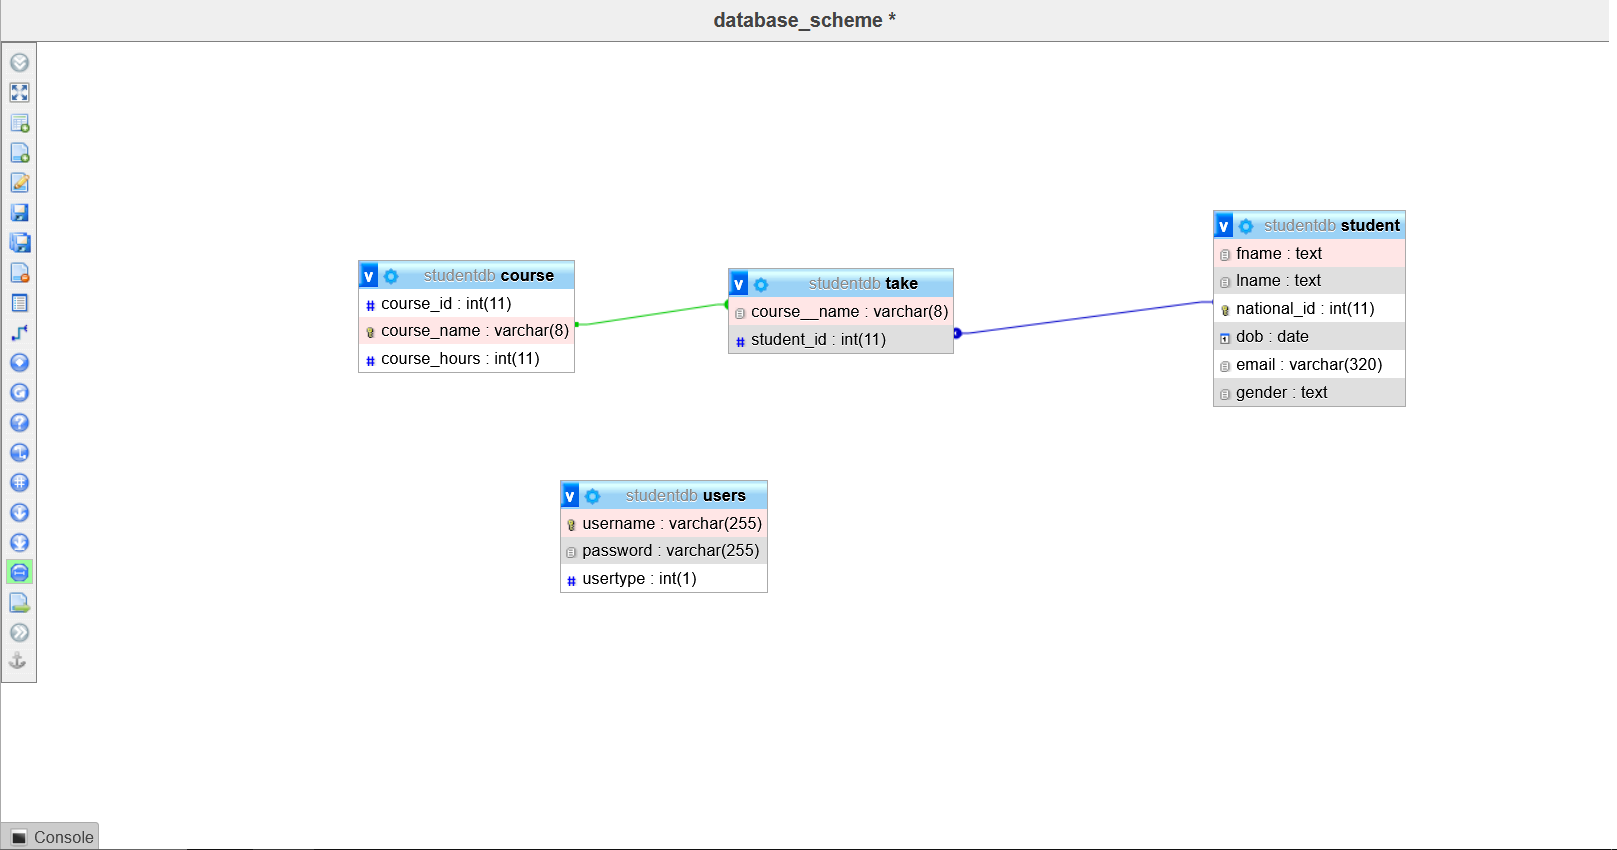 database_scheme *
v studentdb student
fname : text
lname : text
national_id : int(11)
dob : date
email : varchar(320)
gender : text
v studentdb course
# course_id : int(11)
course_name : varchar(8)
# course_hours : int(11)
v studentdb take
course__name : varchar(8)
# student_id : int(11)
v studentdb users
username : varchar(255)
password : varchar(255)
# usertype : int(1)
Console